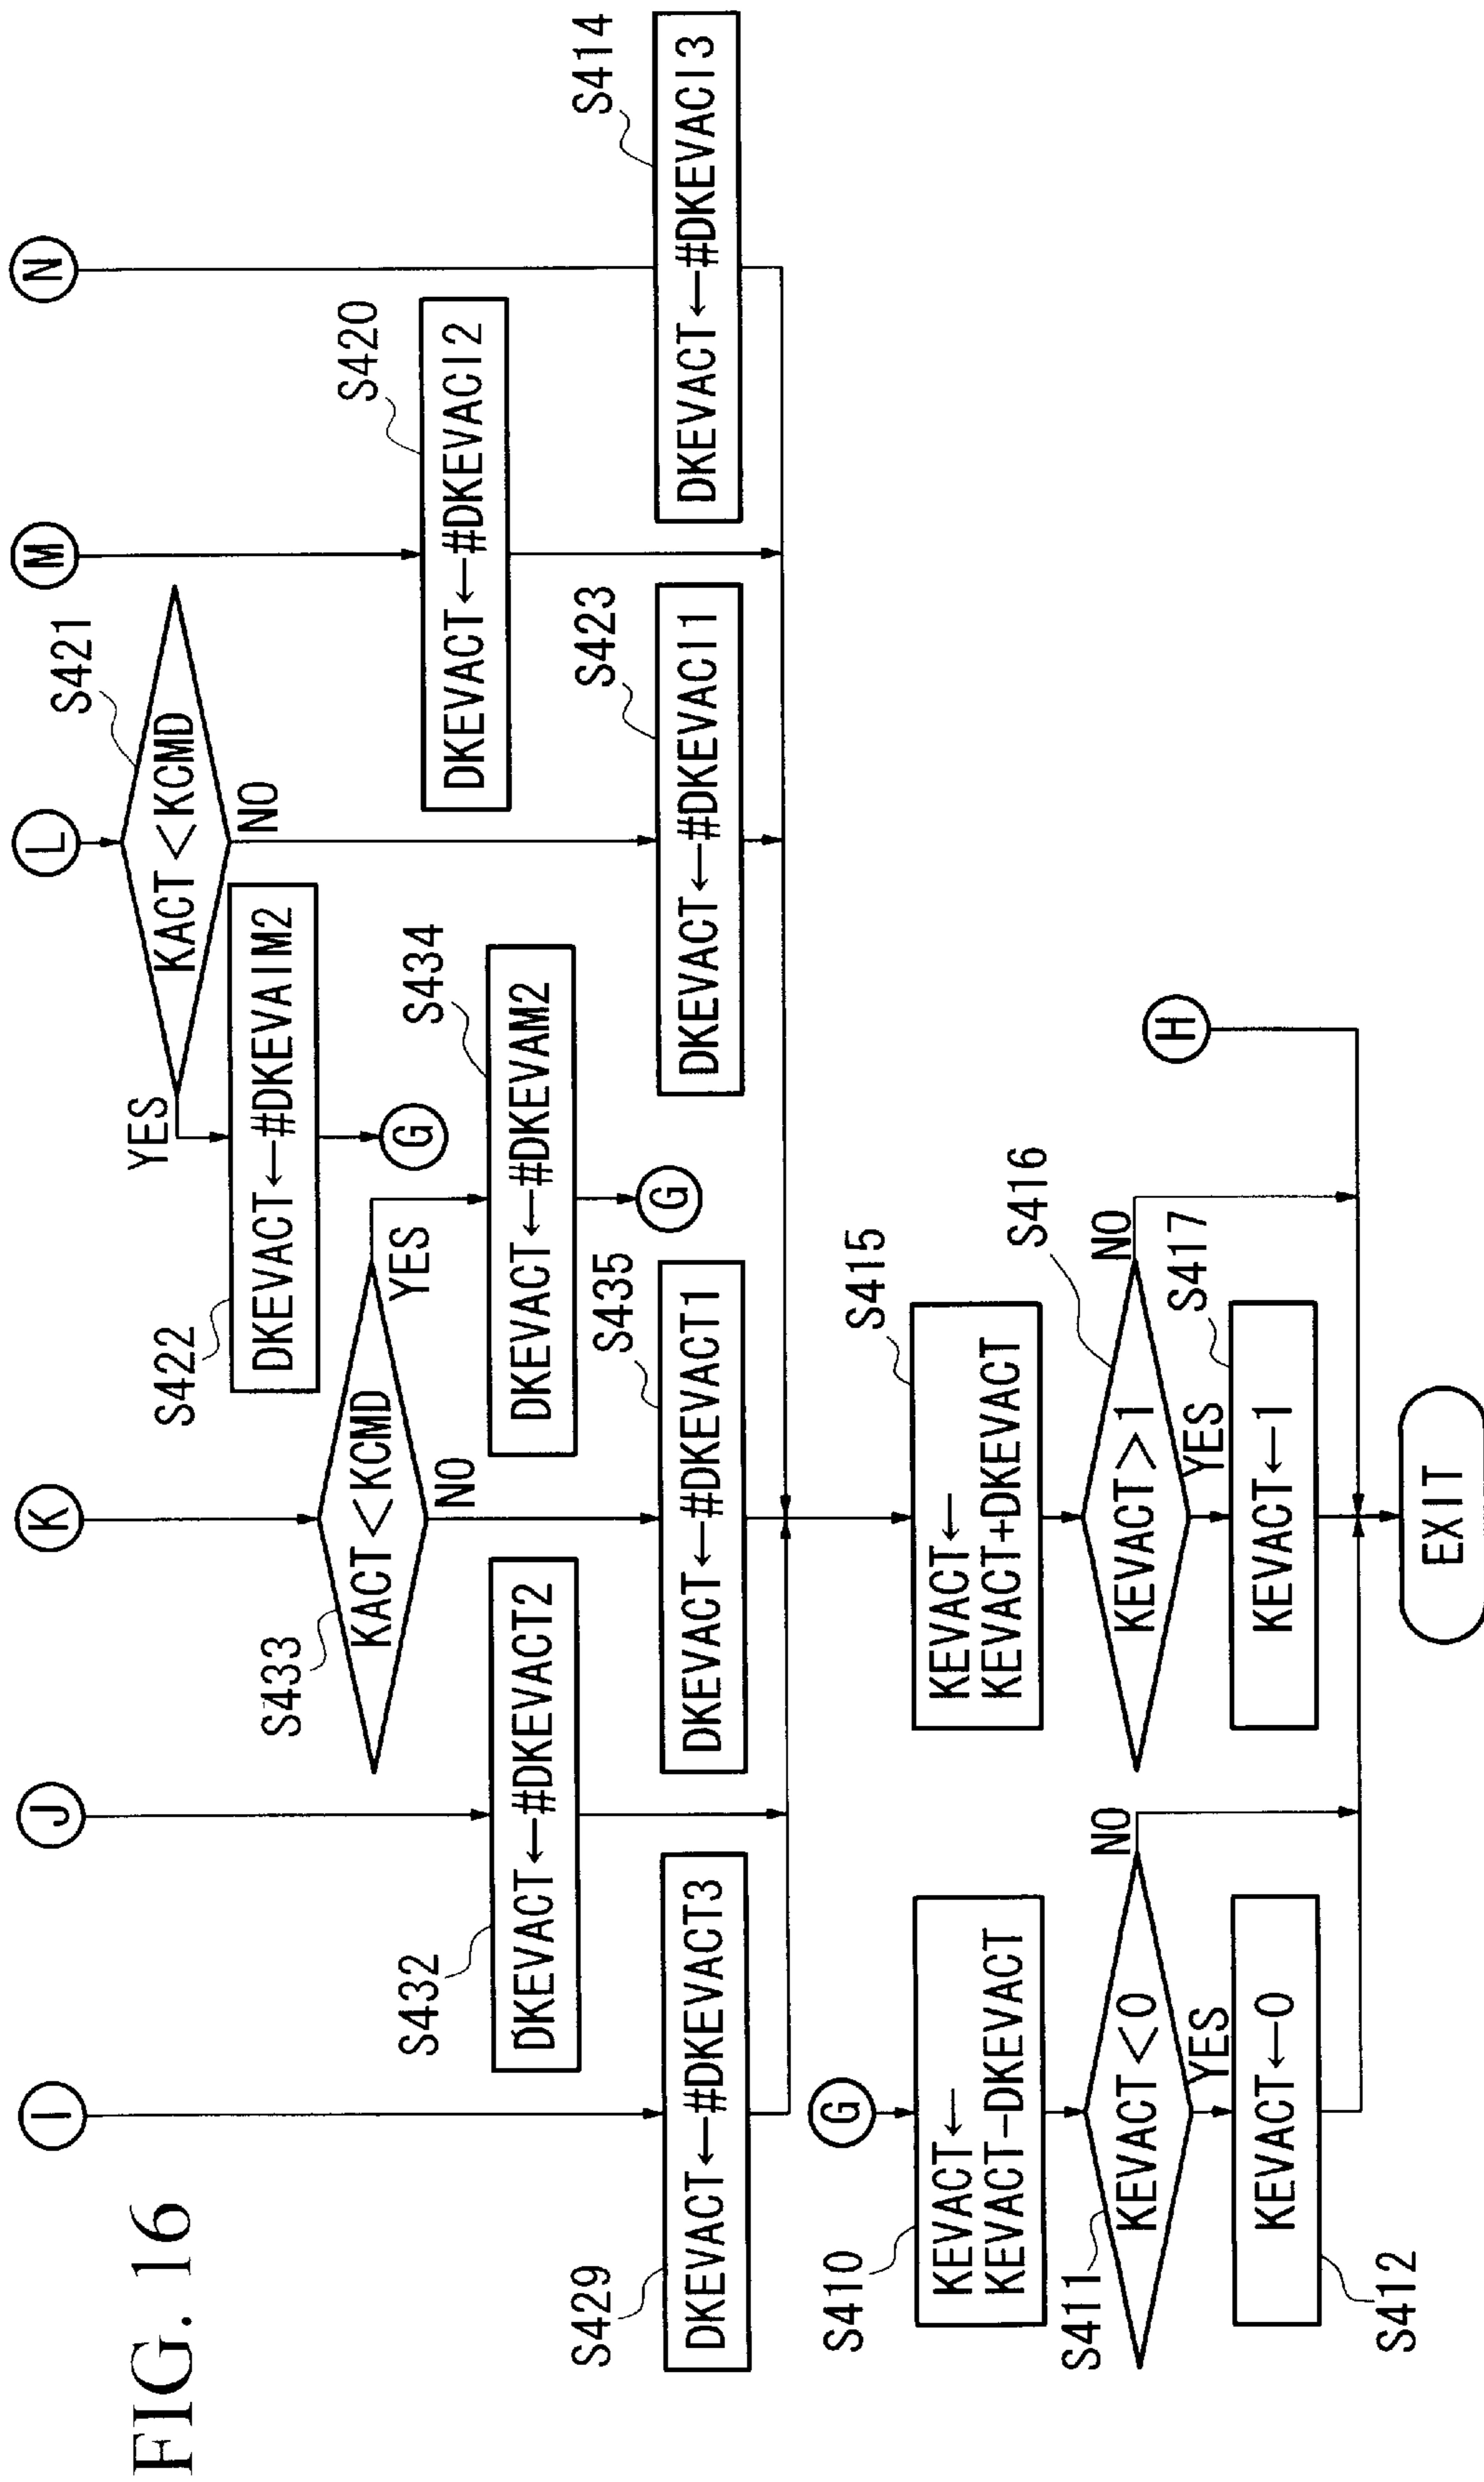 FIG. 16
I
J
K
L
M
N
S421
KACT<KCMD
YES
NO
S422
DKEVACT←#DKEVAIM2
G
S433
KACT<KCMD
YES
NO
S420
DKEVACT←#DKEVACI2
S432
DKEVACT←#DKEVACT2
S434
DKEVACT←#DKEVAM2
G
S429
DKEVACT←#DKEVACT3
S435
DKEVACT←#DKEVACT1
S423
DKEVACT←#DKEVACI1
S414
DKEVACT←#DKEVACI3
G
S410
KEVACT←
KEVACT-DKEVACT
S415
KEVACT←
KEVACT+DKEVACT
S411
KEVACT<0
NO
YES
S416
KEVACT>1
NO
YES
H
S412
KEVACT←0
S417
KEVACT←1
EXIT